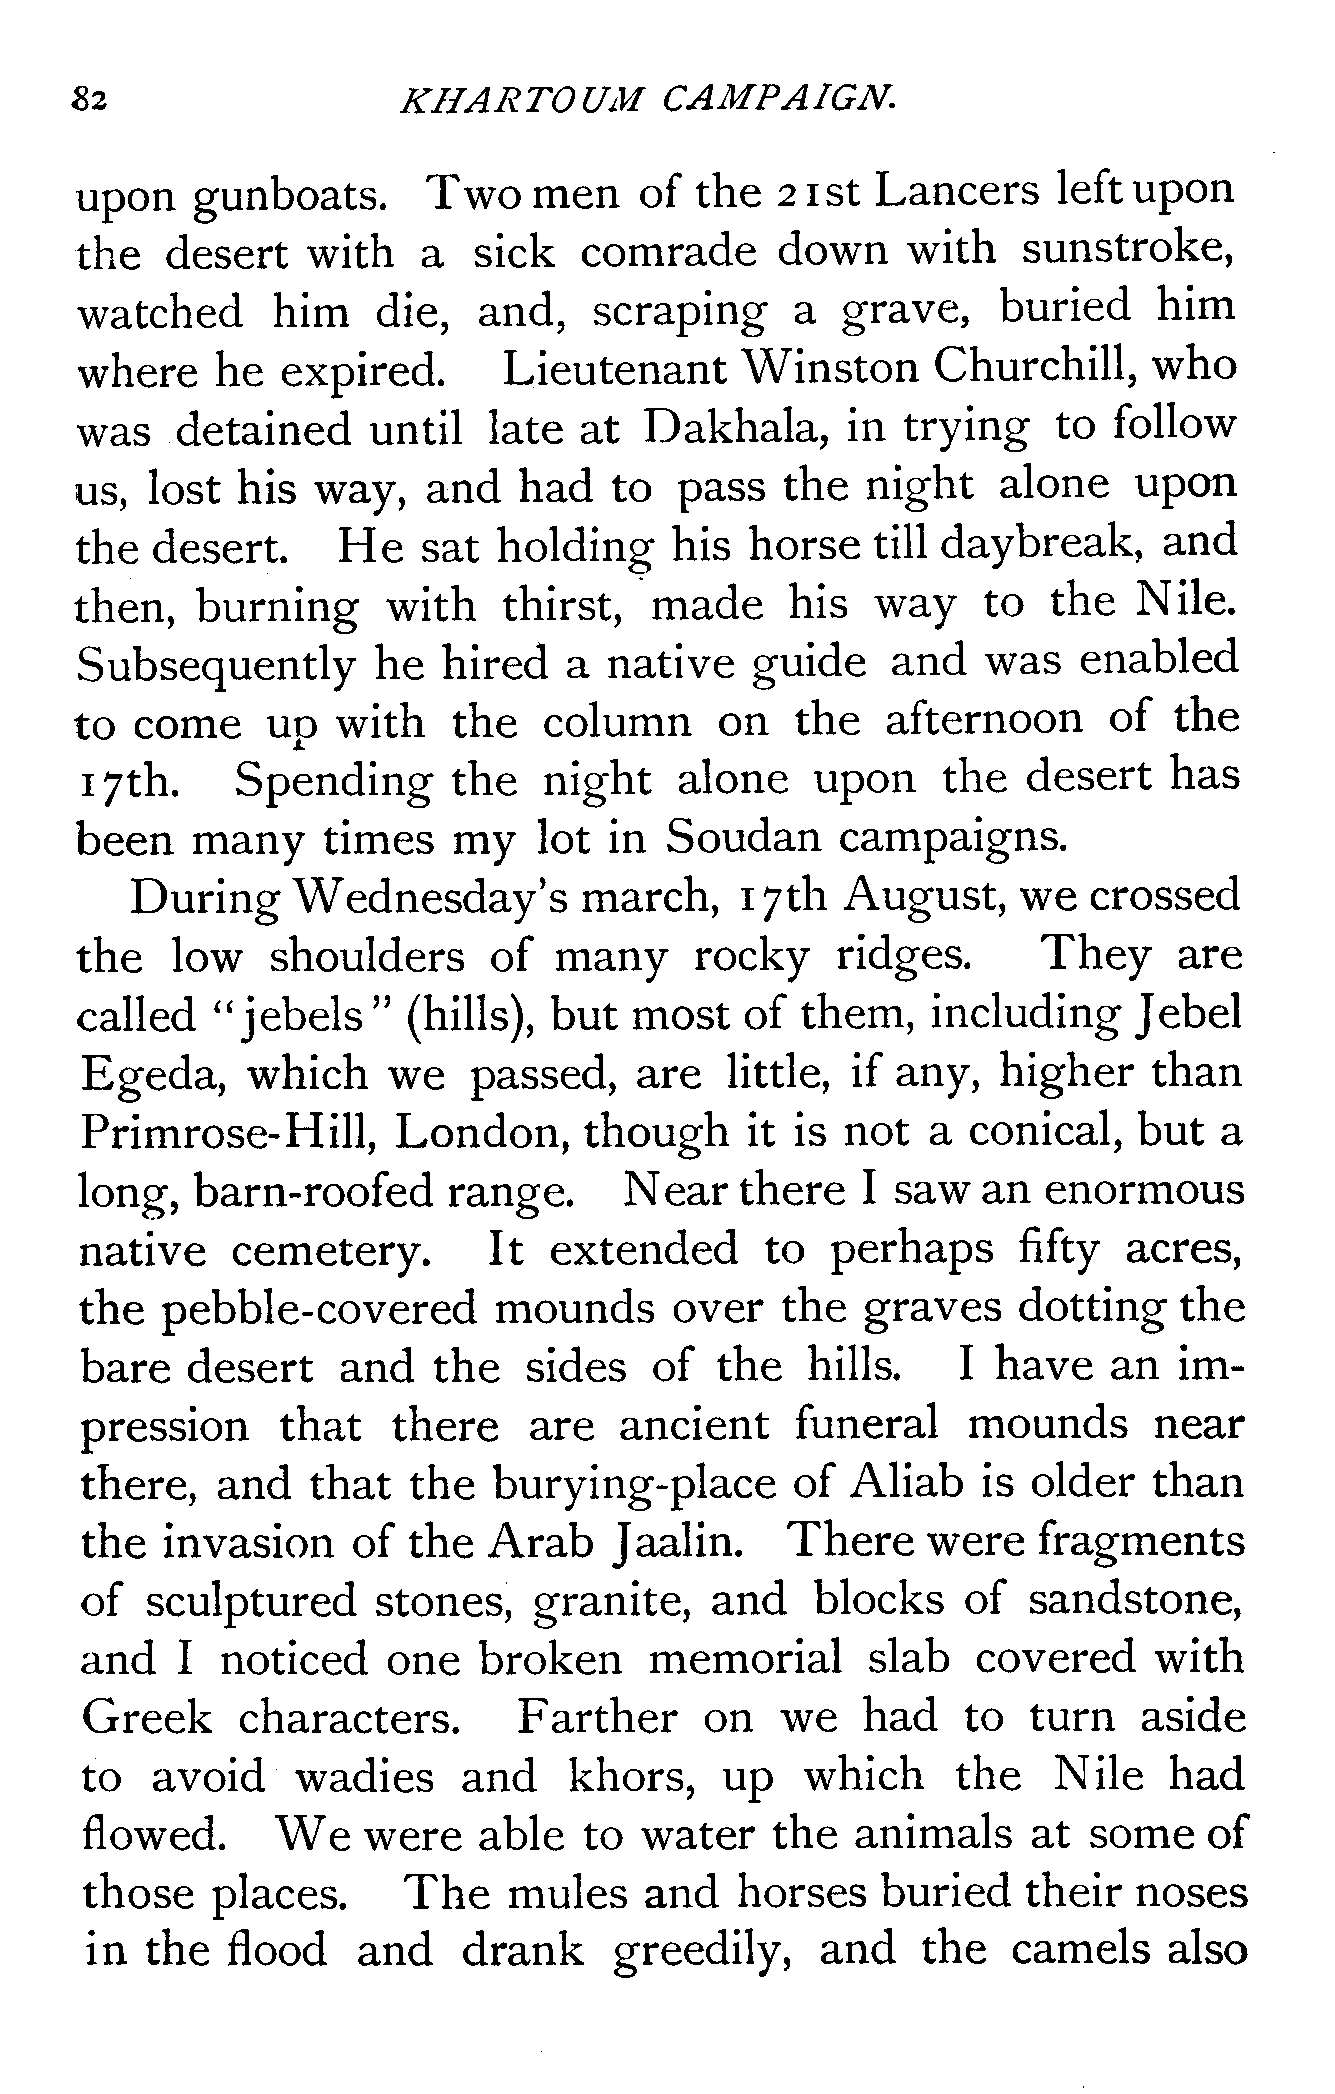 82 KHARTOUM CAMPAIGN.
upon gunboats. Two men of the 21st Lancers left upon
the desert with a sick comrade down with sunstroke,
watched him die, and, scraping a grave, buried him
where he expired. Lieutenant Winston Churchill, who
was detained until late at Dakhala, in trying to follow
us, lost his way, and had to pass the night alone upon
the desert. He sat holding his horse till daybreak, and
then, burning with thirst, made his way to the Nile.
Subsequently he hired a native guide and was enabled
to come up with the column on the afternoon of the
17th. Spending the night alone upon the desert has
been many times my lot in Soudan campaigns.
During Wednesday's march, 17th August, we crossed
the low shoulders of many rocky ridges. They are
called "jebels" (hills), but most of them, including Jebel
Egeda, which we passed, are little, if any, higher than
Primrose-Hill, London, though it is not a conical, but a
long, barn-roofed range. Near there I saw an enormous
native cemetery. It extended to perhaps fifty acres,
the pebble-covered mounds over the graves dotting the
bare desert and the sides of the hills. I have an im-
pression that there are ancient funeral mounds near
there, and that the burying-place of Aliab is older than
the invasion of the Arab Jaalin. There were fragments
of sculptured stones, granite, and blocks of sandstone,
and I noticed one broken memorial slab covered with
Greek characters. Farther on we had to turn aside
to avoid wadies and khors, up which the Nile had
flowed. We were able to water the animals at some of
those places. The mules and horses buried their noses
in the flood and drank greedily, and the camels also